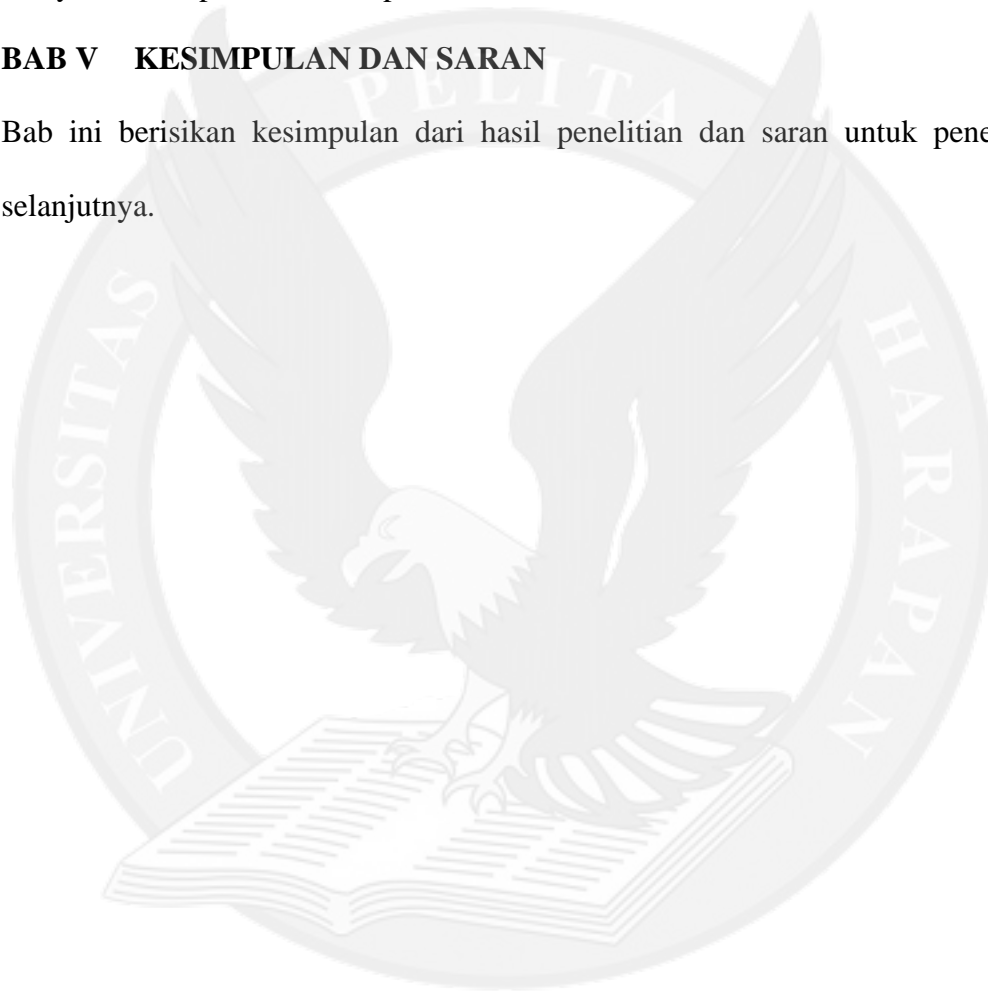 BAB V KESIMPULAN DAN SARAN
Bab ini berisikan kesimpulan dari hasil penelitian dan saran untuk pene
selanjutnya.
PELITA
UNIVERSITAS
HARAPAN